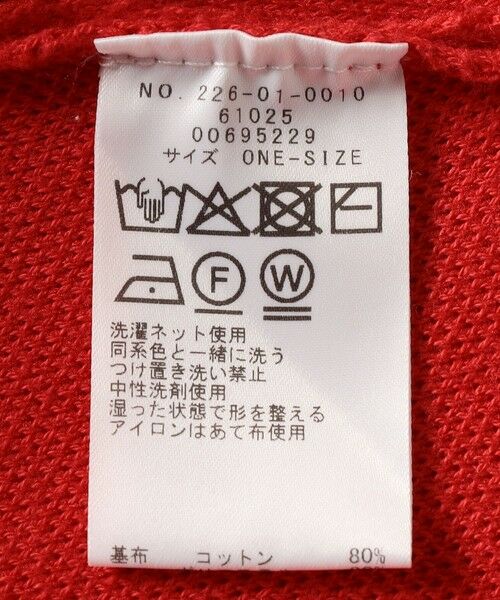 NO. 226-01-0010
61025
00695229
サイズ ONE-SIZE
F W
洗濯ネット使用
同系色と一緒に洗う
つけ置き洗い禁止
中性洗剤使用
湿った状態で形を整える
アイロンはあて布使用
基布 コットン 80%